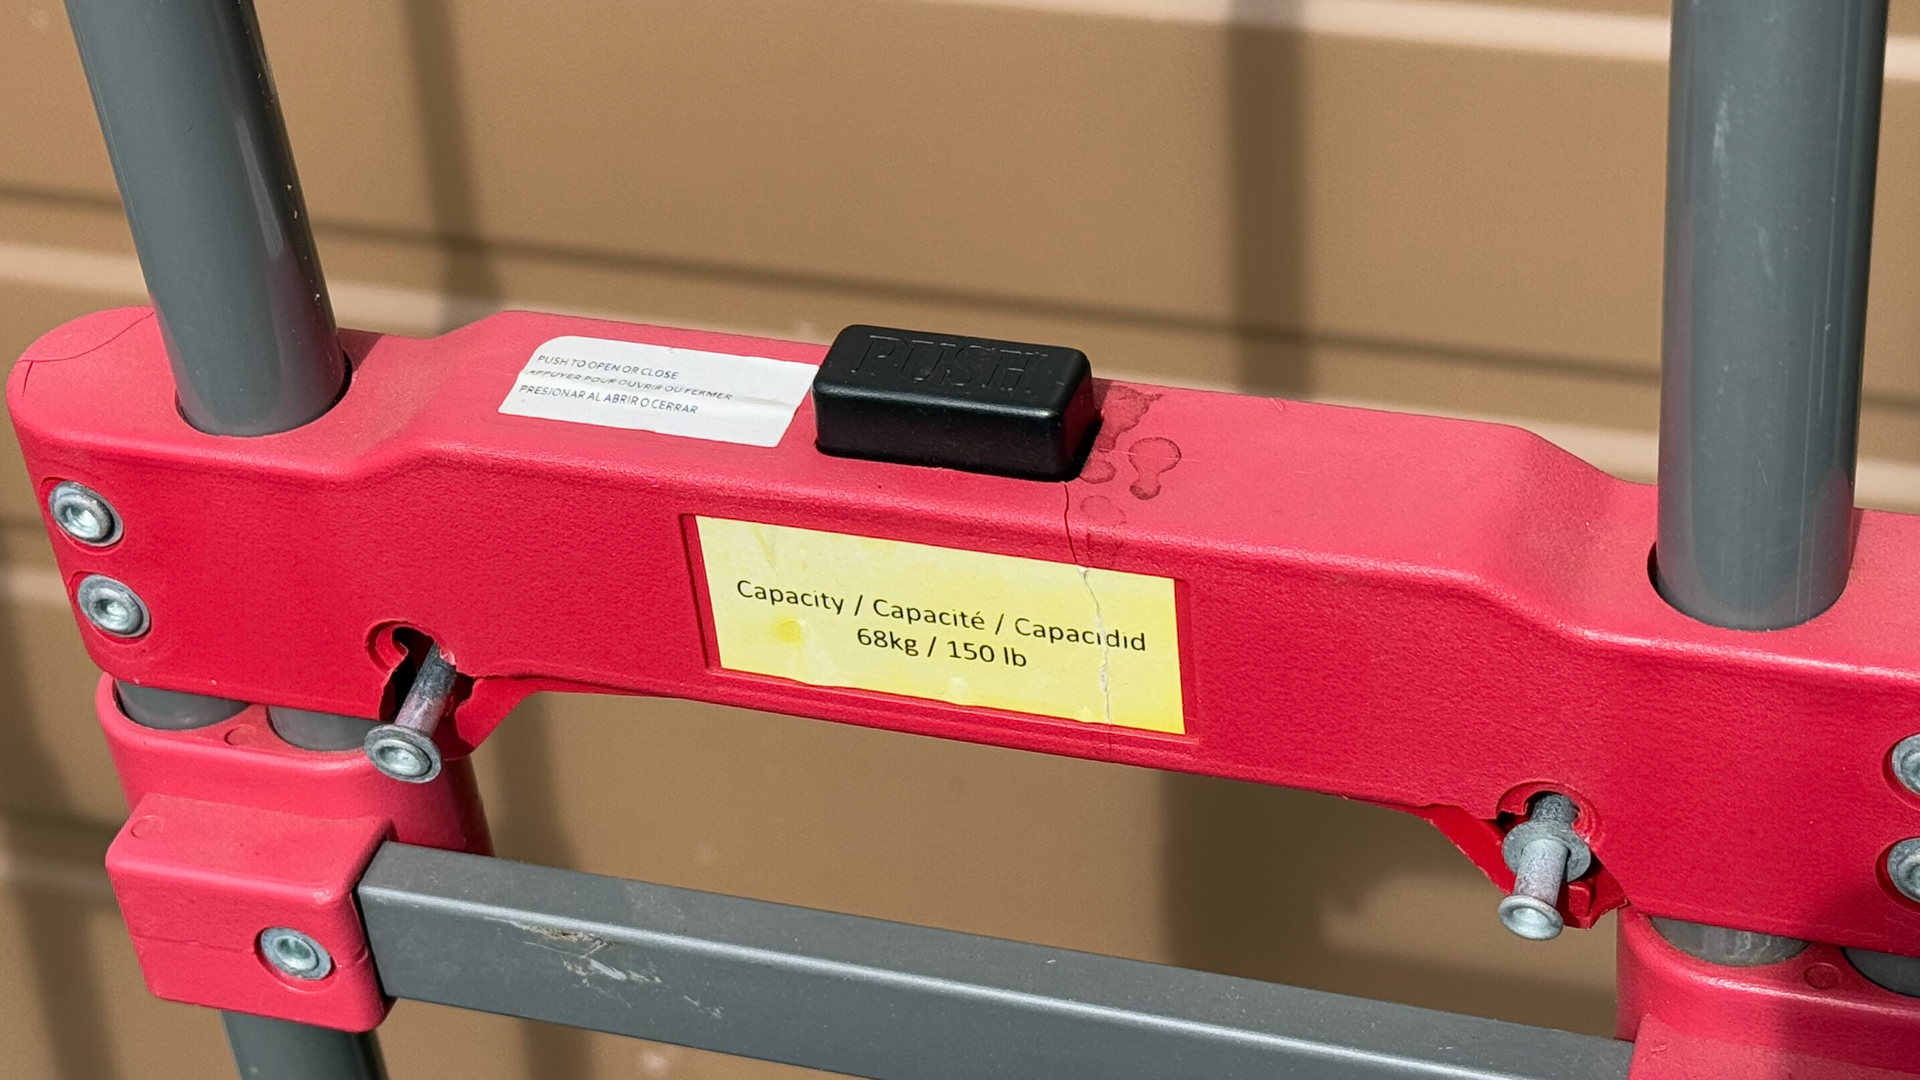 PUSH TO OPEN OR CLOSE
APPUYER POUR OUVRIR OU FERMER
PRESIONAR AL ABRIR O CERRAR
PUSH
Capacity / Capacité / Capacidid
68kg / 150 lb